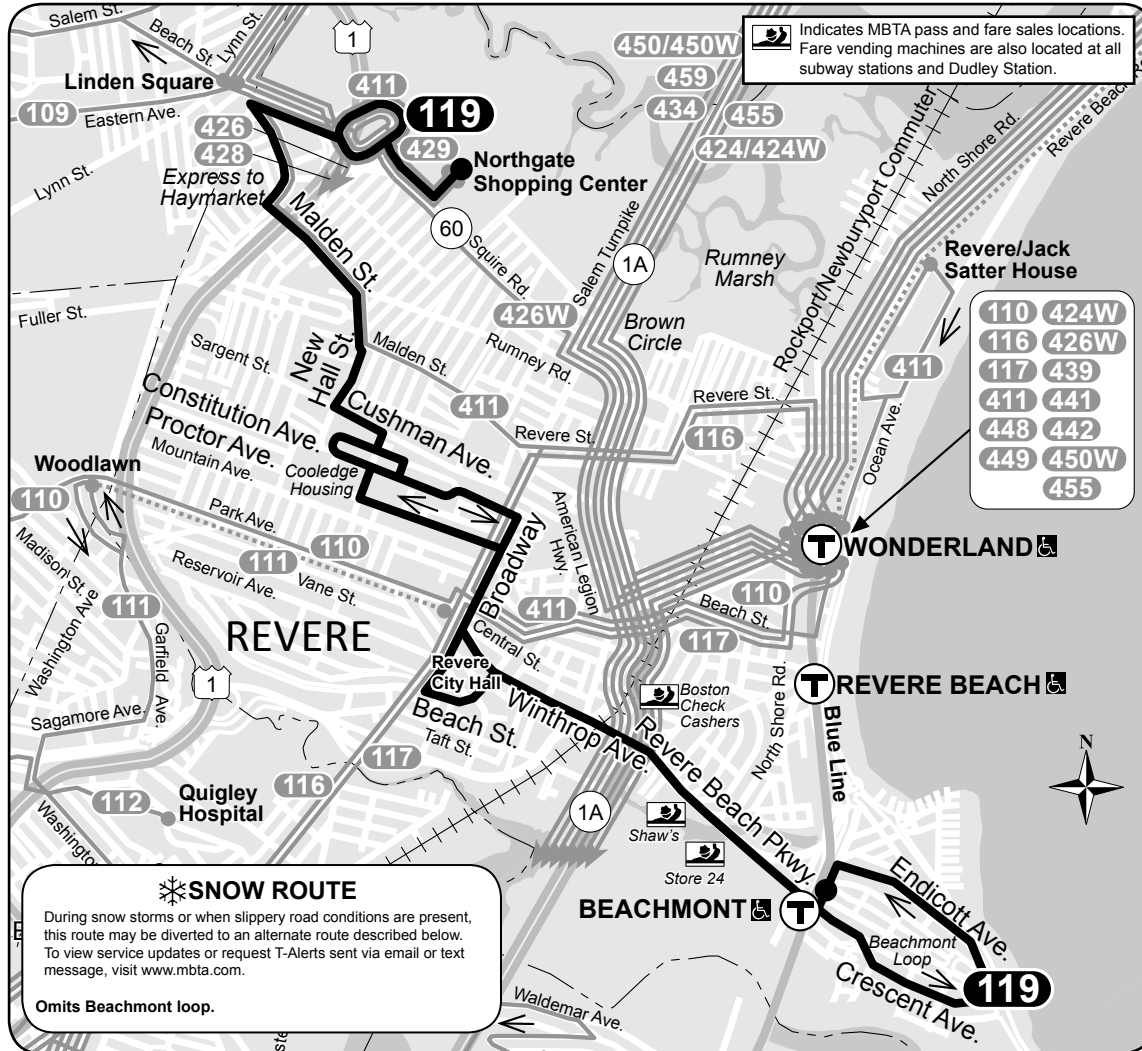 Salem St.
Beach St.
Lynn St.
1
Linden Square
109
Eastern Ave.
Lynn St.
411
119
426
428
429
Express to
Haymarket
Northgate
Shopping Center
60
Squire Rd.
Malden St.
Fuller St.
Indicates MBTA pass and fare sales locations.
Fare vending machines are also located at all
subway stations and Dudley Station.
450/450W
459
434
455
424/424W
Salem Turnpike
1A
Rumney
Marsh
Brown
Circle
Rockport/Newburyport Commuter
North Shore Rd.
Revere Beach
Revere/Jack
Satter House
110 424W
116 426W
117 439
411 441
448 442
449 450W
455
411
Ocean Ave.
426W
Rumney Rd.
Sargent St.
New
Hall St.
Malden St.
411
Constitution Ave.
Proctor Ave.
Cushman Ave.
Mountain Ave.
Cooledge
Housing
Revere St.
Revere St.
116
Woodlawn
110
Park Ave.
110
111
Vane St.
Reservoir Ave.
Madison St.
Washington Ave
111
Garfield Ave.
REVERE
1
Broadway
American Legion
Hwy.
T WONDERLAND
110
Beach St.
411
117
Central St.
Revere
City Hall
Beach St.
Taft St.
Winthrop Ave.
Boston
Check
Cashers
North Shore Rd.
T REVERE BEACH
Blue Line
N
Sagamore Ave.
117
116
112
Quigley
Hospital
Washington
1A
Revere Beach Pkwy.
Shaw's
Store 24
BEACHMONT T
Endicott Ave.
Beachmont
Loop
Crescent Ave.
119
Waldemar Ave.
SNOW ROUTE
During snow storms or when slippery road conditions are present,
this route may be diverted to an alternate route described below.
To view service updates or request T-Alerts sent via email or text
message, visit www.mbta.com.
Omits Beachmont loop.